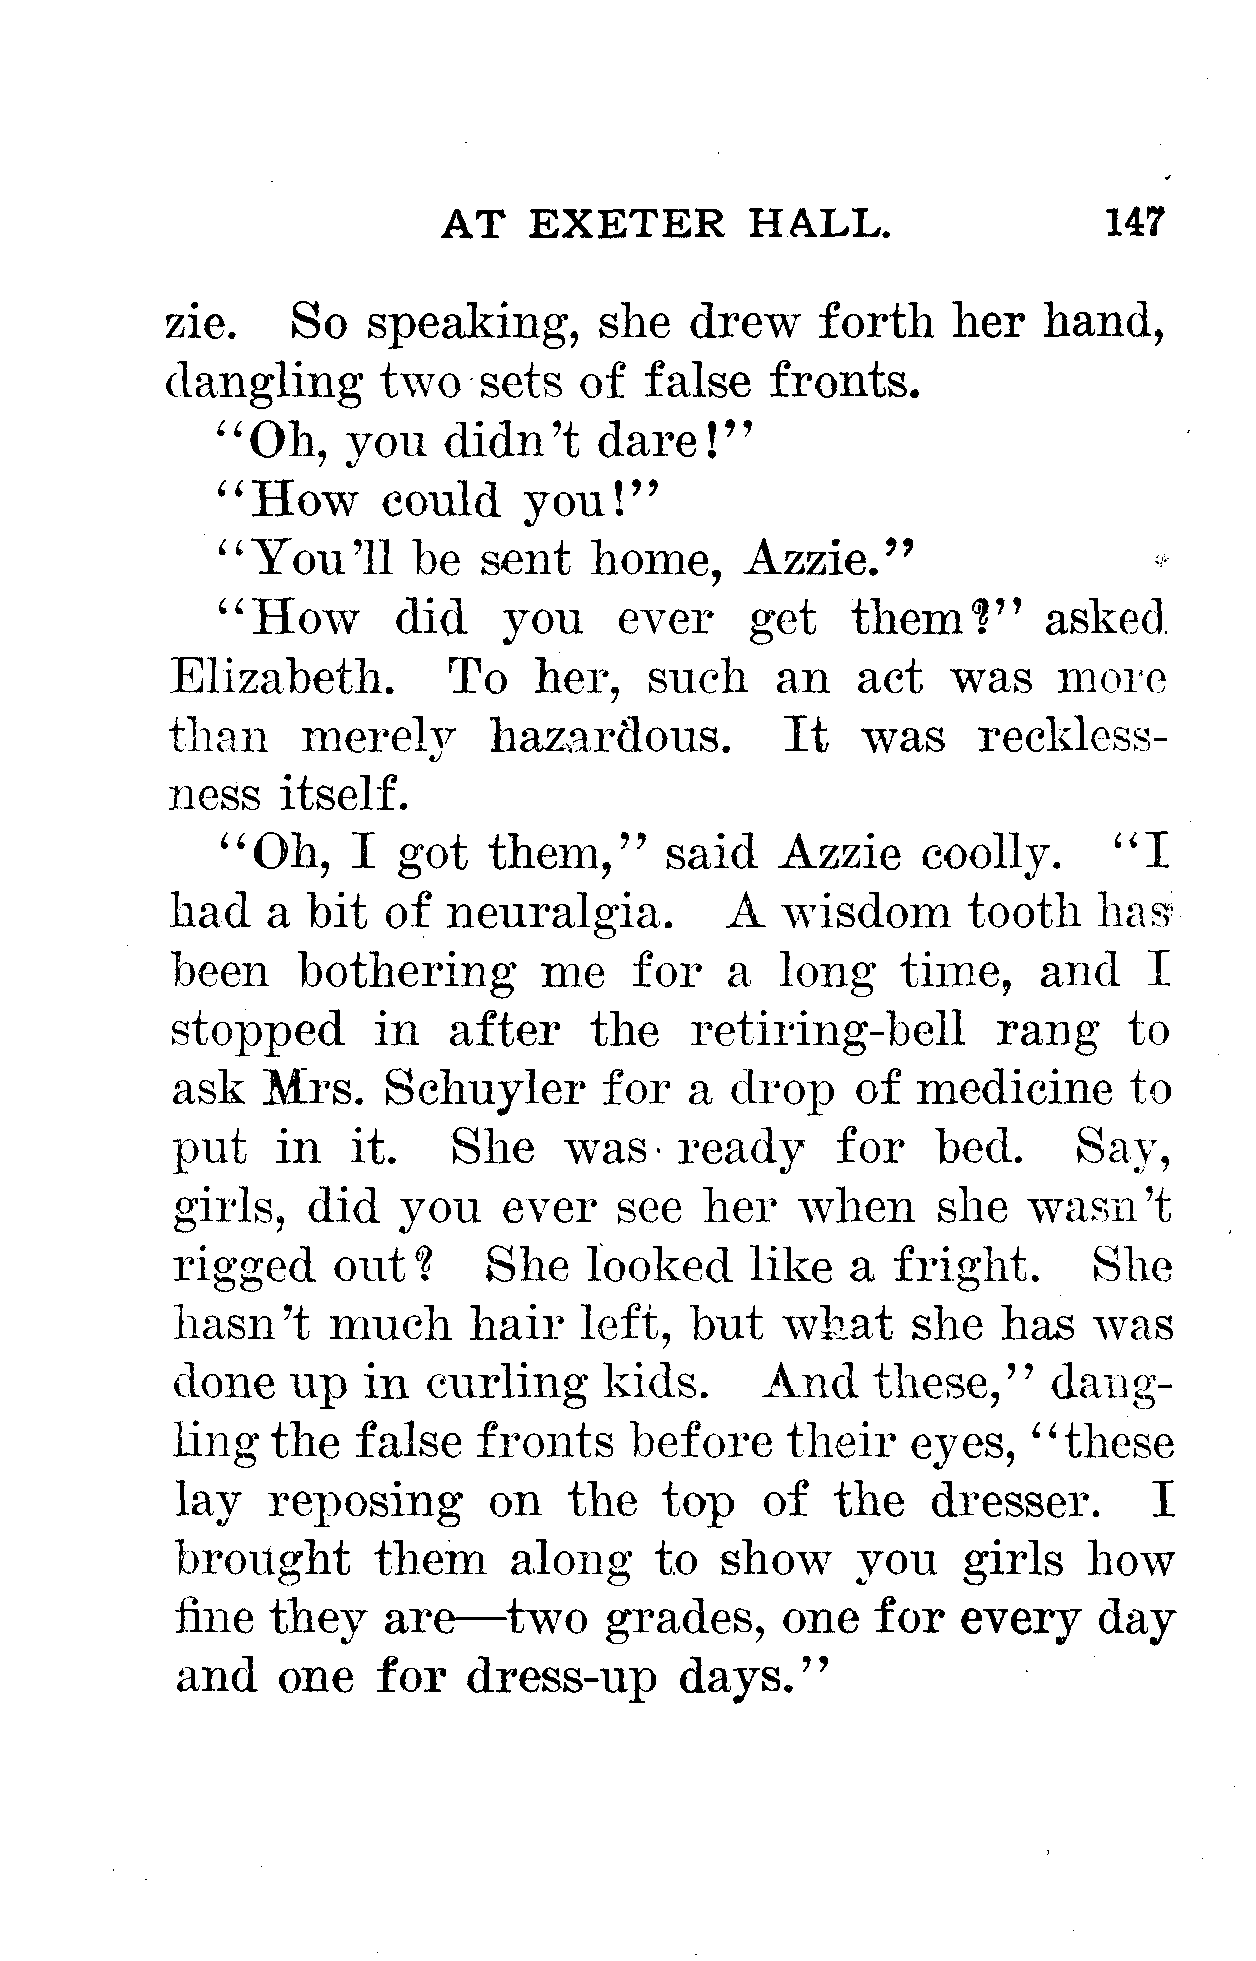 AT EXETER HALL. 147
zie. So speaking, she drew forth her hand,
dangling two sets of false fronts.
"Oh, you didn't dare!"
"How could you!"
"You'll be sent home, Azzie."
"How did you ever get them?" asked
Elizabeth. To her, such an act was more
than merely hazardous. It was reckless-
ness itself.
"Oh, I got them," said Azzie coolly. "I
had a bit of neuralgia. A wisdom tooth has
been bothering me for a long time, and I
stopped in after the retiring-bell rang to
ask Mrs. Schuyler for a drop of medicine to
put in it. She was ready for bed. Say,
girls, did you ever see her when she wasn't
rigged out? She looked like a fright. She
hasn't much hair left, but what she has was
done up in curling kids. And these," dang-
ling the false fronts before their eyes, "these
lay reposing on the top of the dresser. I
brought them along to show you girls how
fine they are—two grades, one for every day
and one for dress-up days."